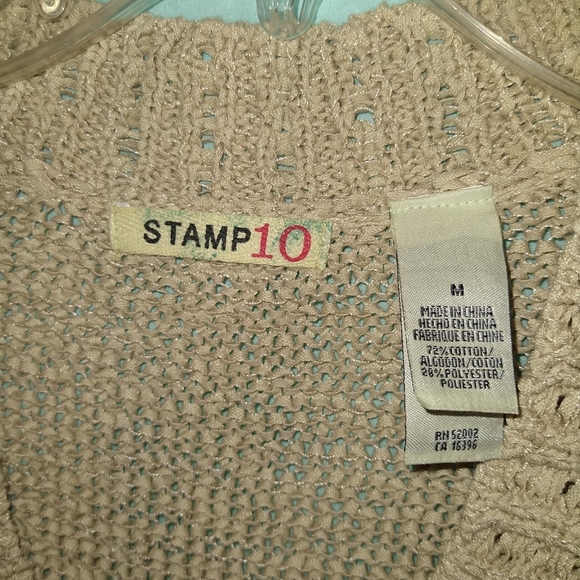 STAMP10
M
MADE IN CHINA
HECHO EN CHINA
FABRIQUE EN CHINE
72% COTTON/
ALGODON/COTON
28% POLYESTER/
POLIESTER
RN 52002
CA 16396